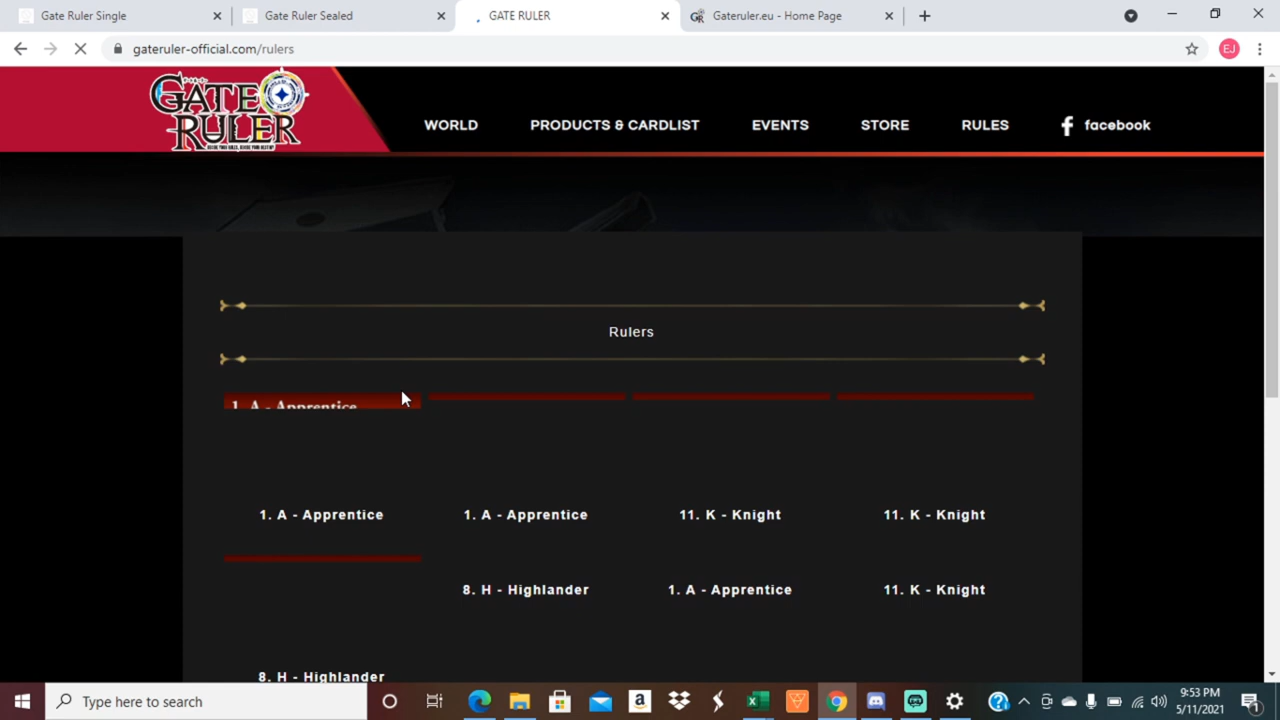 Gate Ruler Single
Gate Ruler Sealed
GATE RULER
Gateruler.eu - Home Page
gateruler-official.com/rulers
EJ
GATE RULER
WORLD
PRODUCTS & CARDLIST
EVENTS
STORE
RULES
facebook
Rulers
1. A - Apprentice
1. A - Apprentice
1. A - Apprentice
11. K - Knight
11. K - Knight
8. H - Highlander
1. A - Apprentice
11. K - Knight
8. H - Highlander
Type here to search
9:53 PM
5/11/2021
1